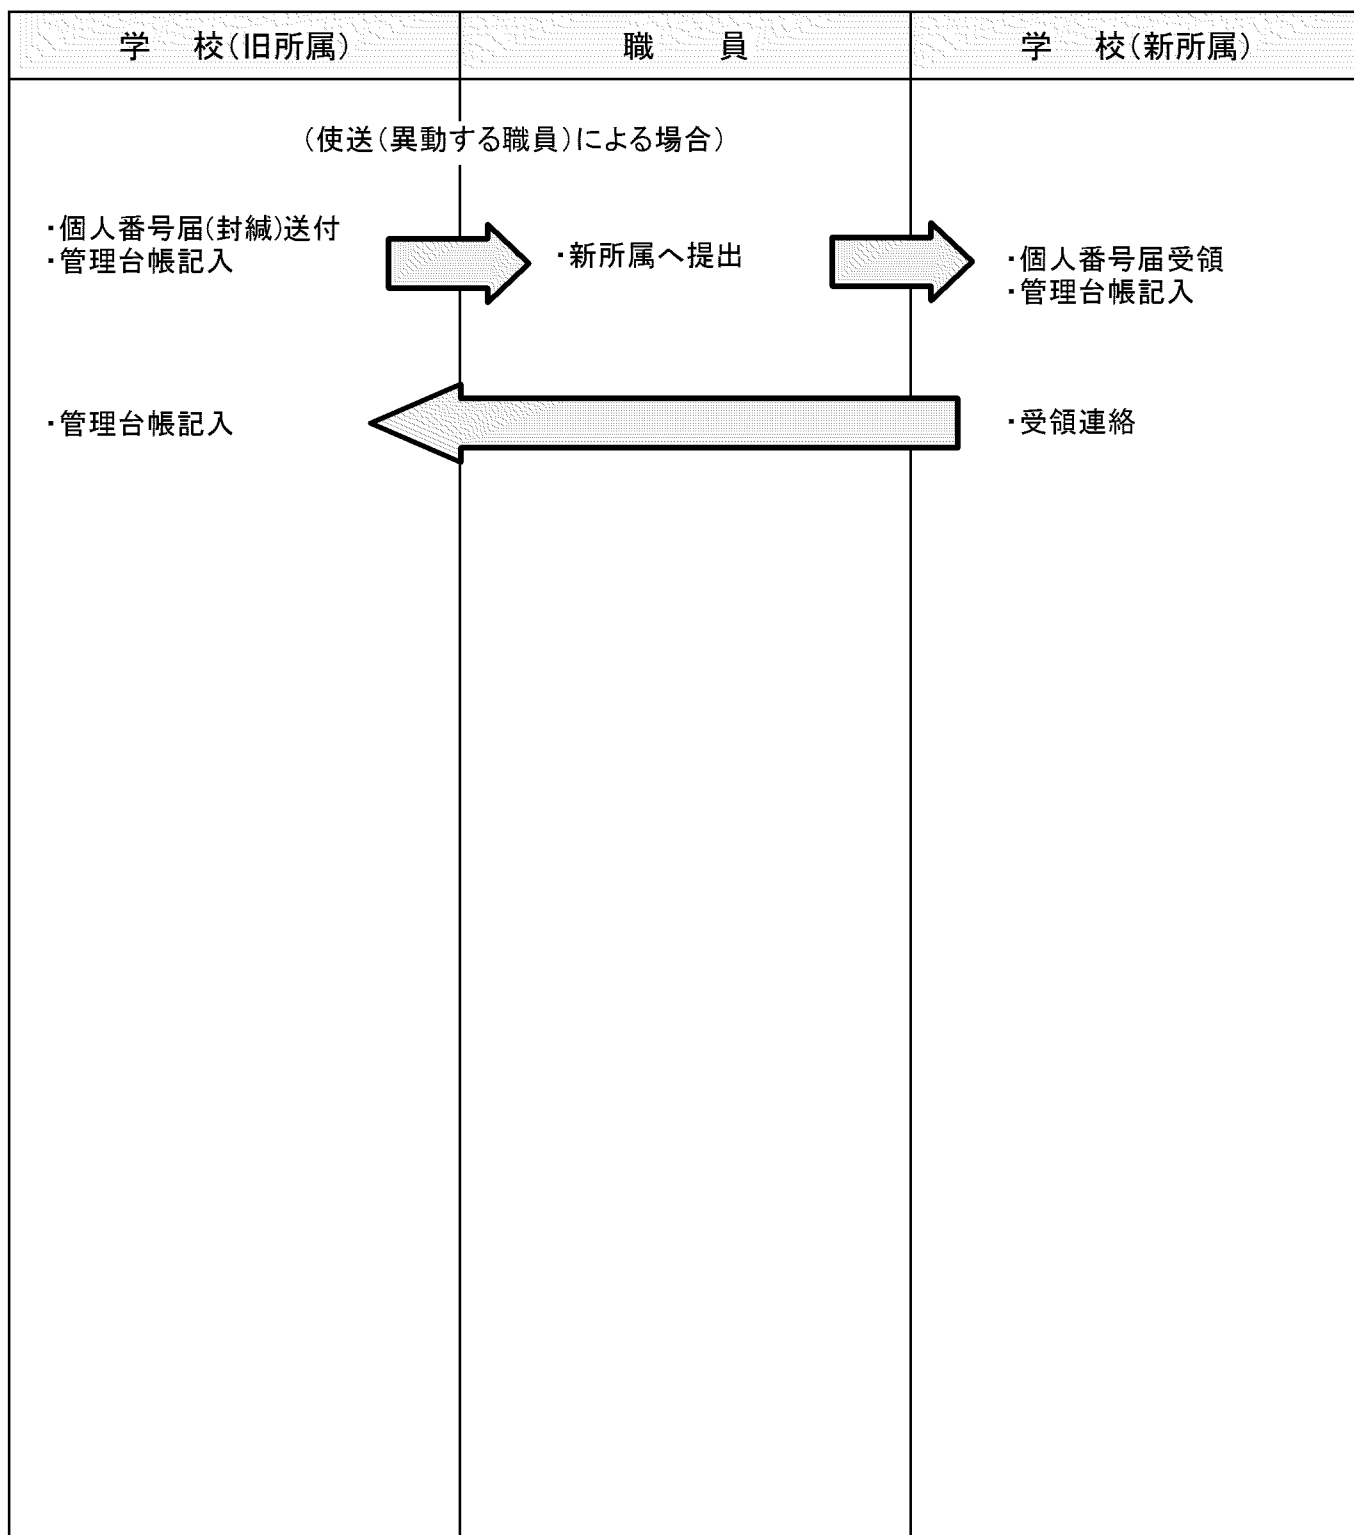 学　校(旧所属)
職　員
学　校(新所属)
(使送(異動する職員)による場合)
・個人番号届(封緘)送付
・管理台帳記入
・新所属へ提出
・個人番号届受領
・管理台帳記入
・管理台帳記入
・受領連絡